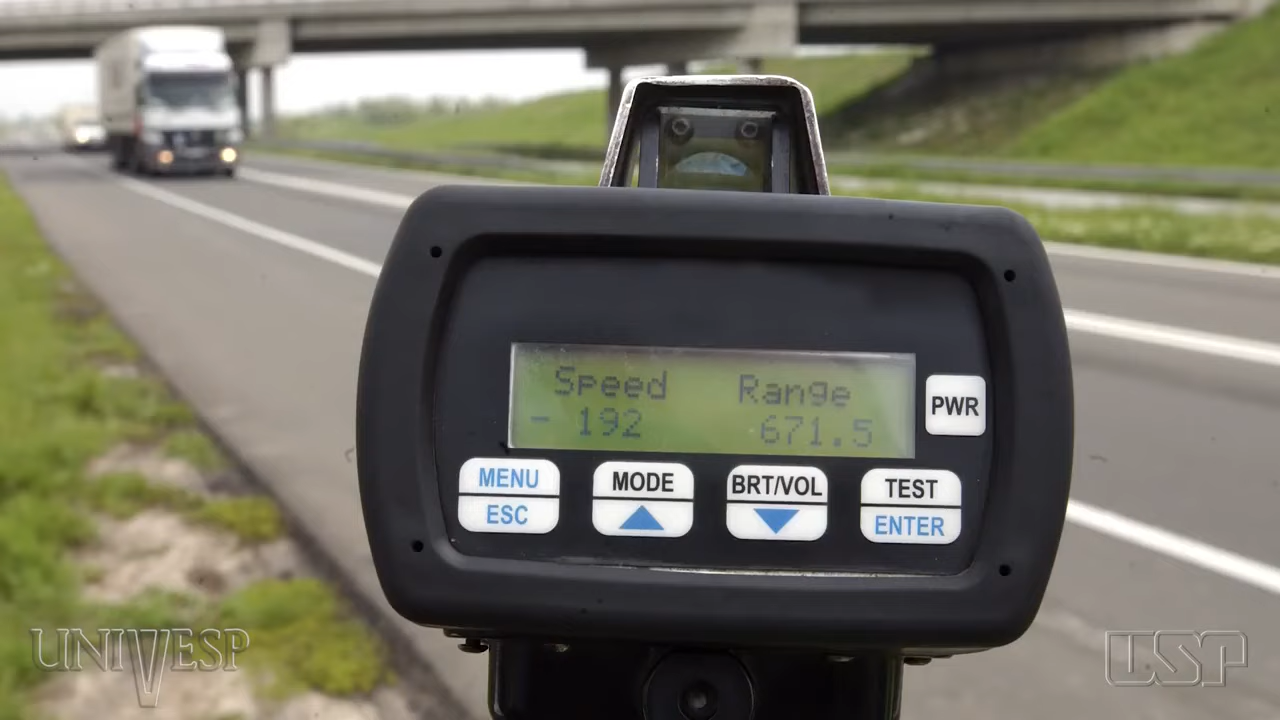 Speed Range
- 192 671.5
PWR
MENU MODE BRT/VOL TEST
ESC ENTER
UNIVESP USP